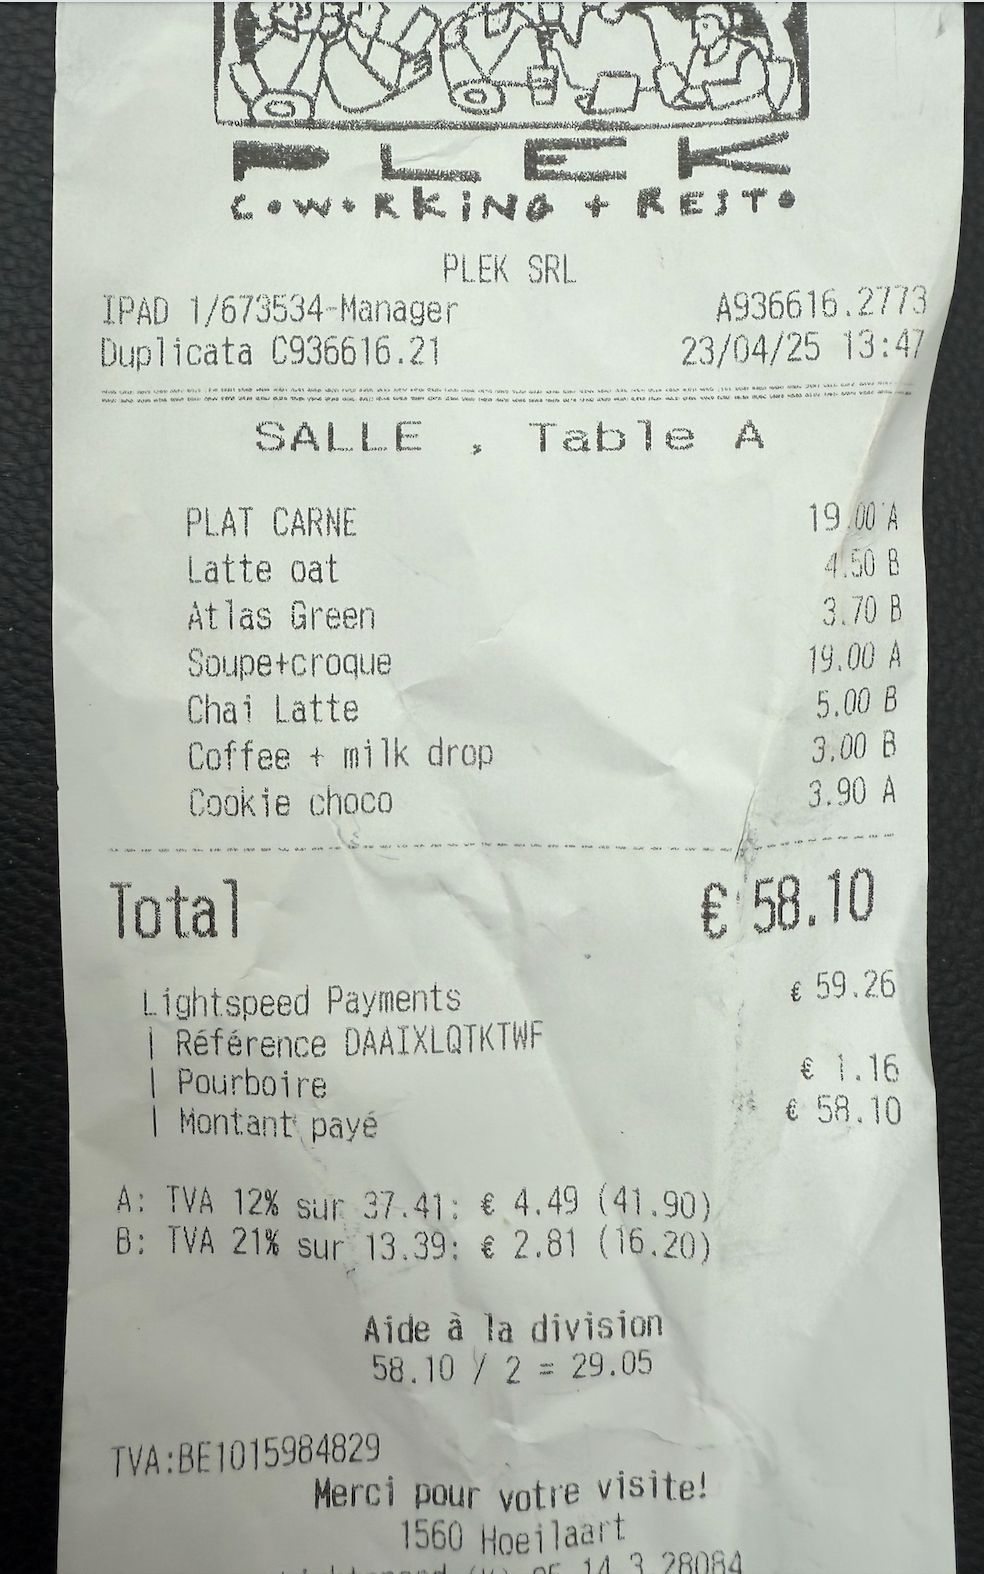 PLEK
COWORKING + RESTO
PLEK SRL
IPAD 1/673534-Manager A936616.2773
Duplicata C936616.21 23/04/25 13:47
SALLE , Table A
PLAT CARNE 19.00 A
Latte oat 4.50 B
Atlas Green 3.70 B
Soupe+croque 19.00 A
Chai Latte 5.00 B
Coffee + milk drop 3.00 B
Cookie choco 3.90 A
Total € 58.10
Lightspeed Payments € 59.26
| Référence DAAIXLQTKTWF
| Pourboire € 1.16
| Montant payé € 58.10
A: TVA 12% sur 37.41: € 4.49 (41.90)
B: TVA 21% sur 13.39: € 2.81 (16.20)
Aide à la division
58.10 / 2 = 29.05
TVA:BE1015984829
Merci pour votre visite!
1560 Hoeilaart
14.3.28084